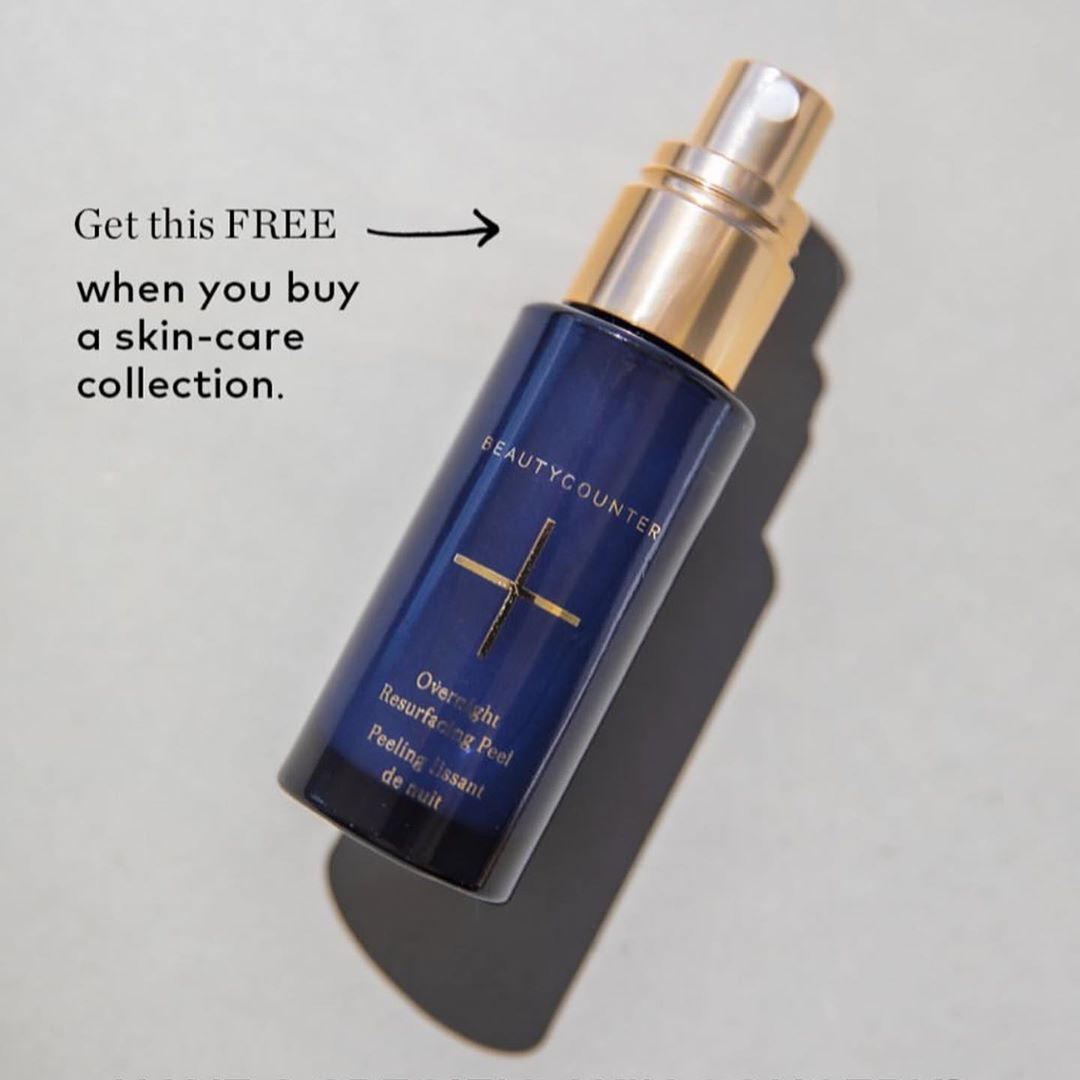 Get this FREE
when you buy
a skin-care
collection.
BEAUTYCOUNTER
Overnight
Resurfacing Peel
Peeling lissant
de nuit